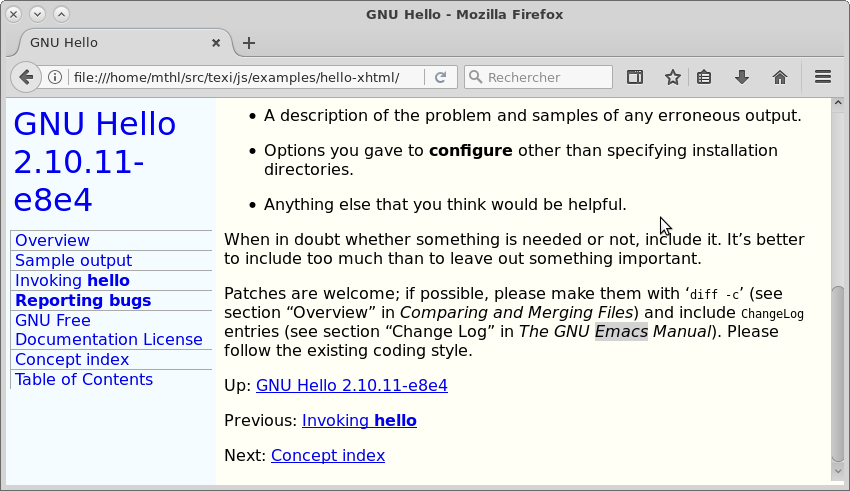 GNU Hello - Mozilla Firefox
GNU Hello
file:///home/mthl/src/texi/js/examples/hello-xhtml/
Rechercher
GNU Hello
2.10.11-
e8e4
Overview
Sample output
Invoking hello
Reporting bugs
GNU Free
Documentation License
Concept index
Table of Contents
• A description of the problem and samples of any erroneous output.
• Options you gave to configure other than specifying installation
directories.
• Anything else that you think would be helpful.
When in doubt whether something is needed or not, include it. It’s better
to include too much than to leave out something important.
Patches are welcome; if possible, please make them with ‘diff -c’ (see
section “Overview” in Comparing and Merging Files) and include ChangeLog
entries (see section “Change Log” in The GNU Emacs Manual). Please
follow the existing coding style.
Up: GNU Hello 2.10.11-e8e4
Previous: Invoking hello
Next: Concept index